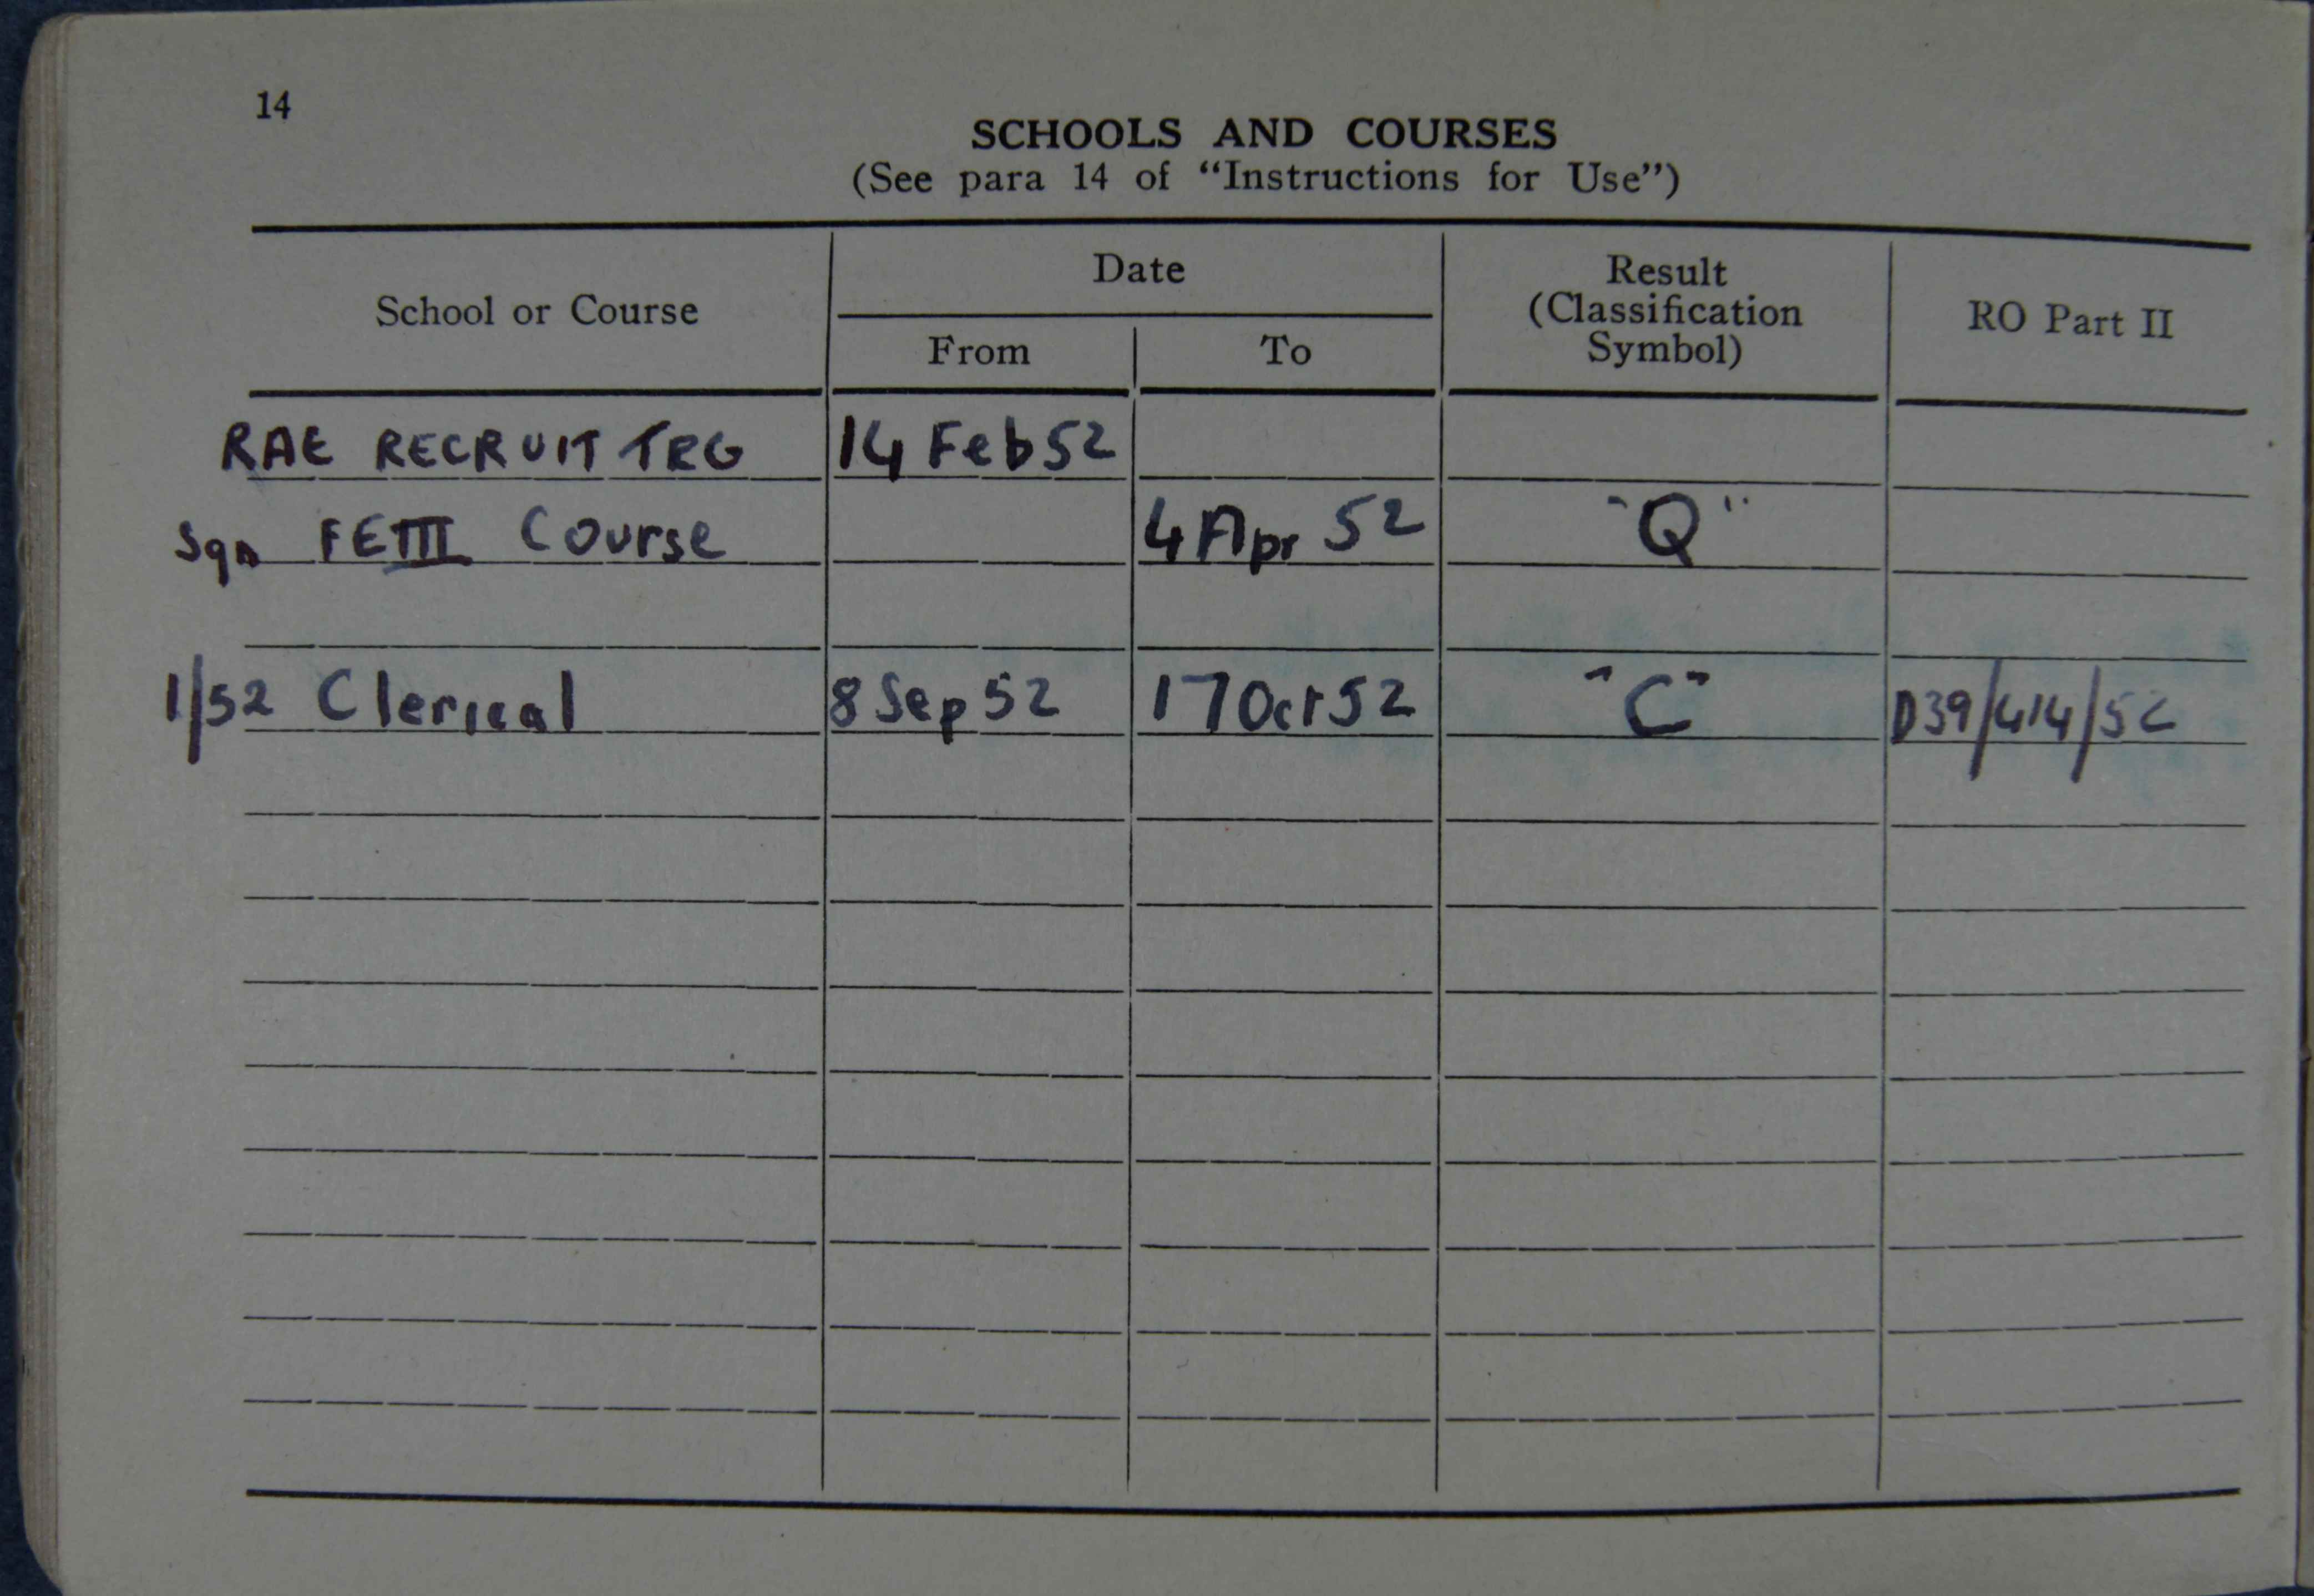 14
SCHOOLS AND COURSES
(See para 14 of “Instructions for Use”)
School or Course
Date
From
To
Result
(Classification
Symbol)
RO Part II
RAE RECRUIT TRG 14 Feb 52
Sqn FE III Course 4 Apr 52 "Q"
1/52 Clerical 8 Sep 52 17 Oct 52 "C" D39/414/52